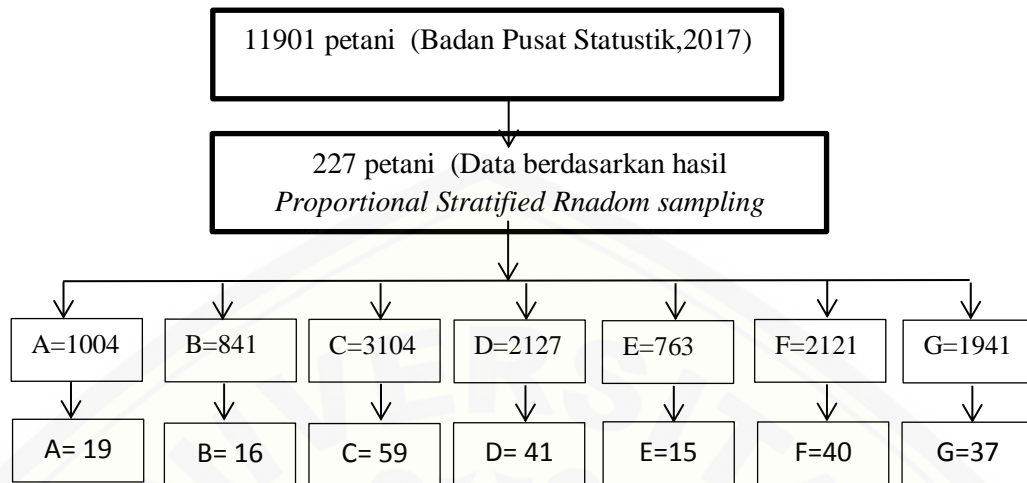 11901 petani (Badan Pusat Statustik,2017)
227 petani (Data berdasarkan hasil
Proportional Stratified Rnadom sampling
A=1004 B=841 C=3104 D=2127 E=763 F=2121 G=1941
A= 19 B= 16 C= 59 D= 41 E=15 F=40 G=37